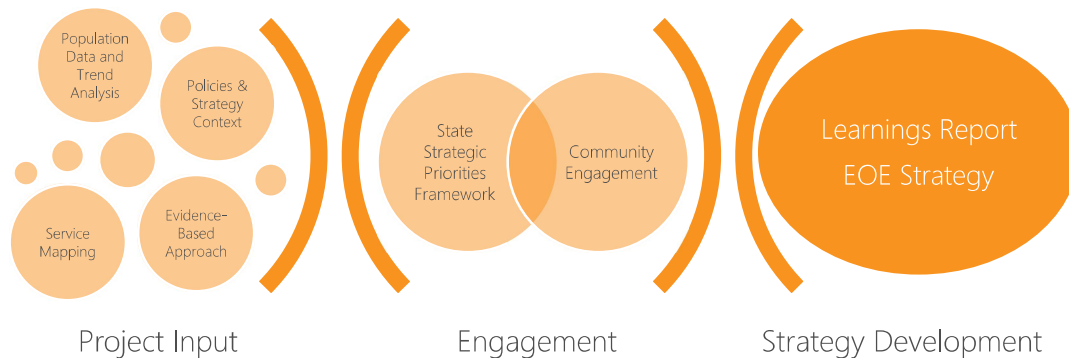 Population
Data and
Trend
Analysis
Policies &
Strategy
Context
Service
Mapping
Evidence-
Based
Approach
State
Strategic
Priorities
Framework
Community
Engagement
Learnings Report
EOE Strategy
Project Input
Engagement
Strategy Development